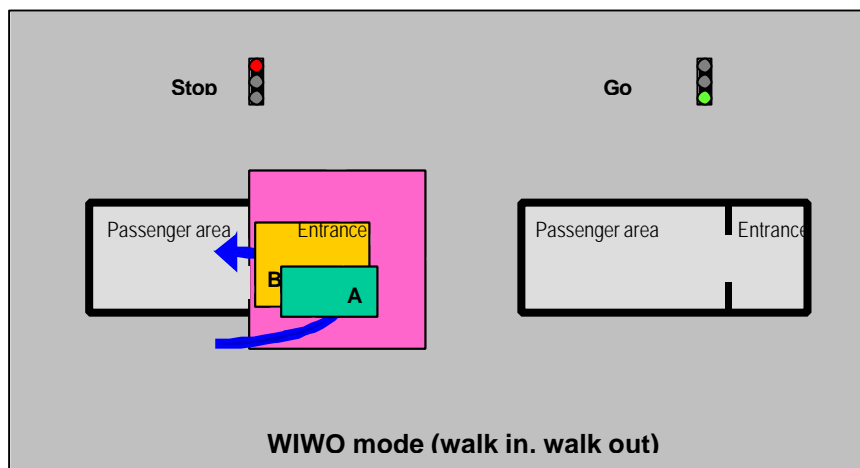 Stop
Go
Passenger area
Entrance
Passenger area
Entrance
B
A
WIWO mode (walk in, walk out)